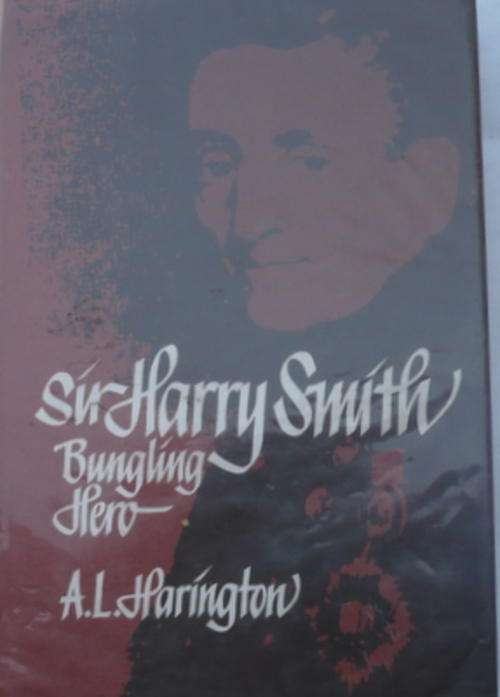 Sir Harry Smith
Bungling
Hero
A.L. Harington